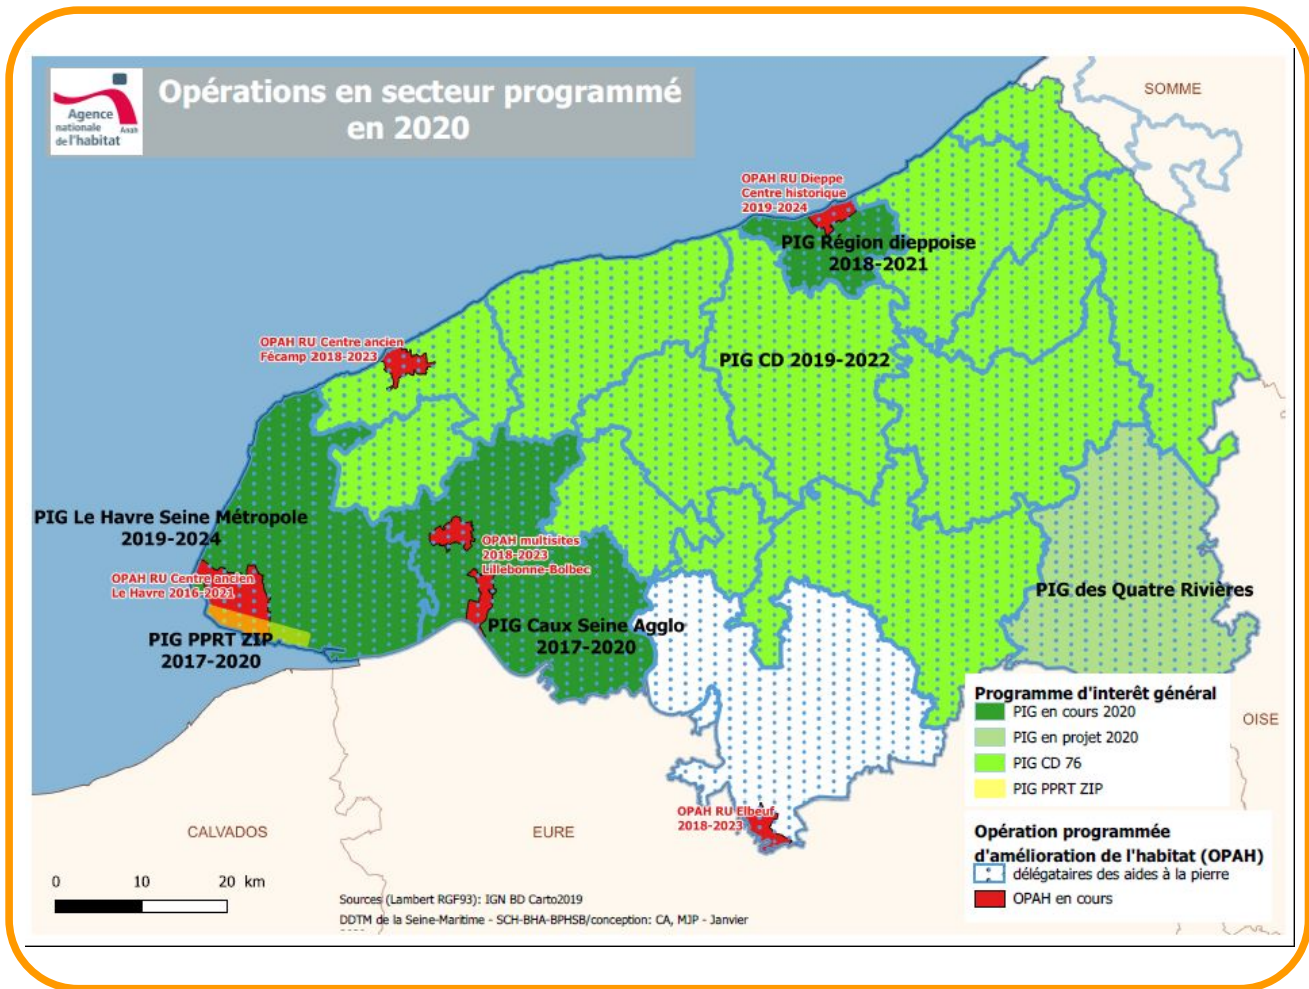 Agence
nationale
de l'habitat
Anah
Opérations en secteur programmé
en 2020
SOMME
OPAH RU Dieppe
Centre historique
2019-2024
PIG Région dieppoise
2018-2021
OPAH RU Centre ancien
Fécamp 2018-2023
PIG CD 2019-2022
PIG Le Havre Seine Métropole
2019-2024
OPAH multisites
2018-2023
Lillebonne-Bolbec
OPAH RU Centre ancien
Le Havre 2016-2021
PIG des Quatre Rivières
PIG PPRT ZIP
2017-2020
PIG Caux Seine Agglo
2017-2020
Programme d'interêt général
PIG en cours 2020
PIG en projet 2020
PIG CD 76
PIG PPRT ZIP
OISE
OPAH RU Elbeuf
2018-2023
CALVADOS
EURE
Opération programmée
d'amélioration de l'habitat (OPAH)
délégataires des aides à la pierre
OPAH en cours
0 10 20 km
Sources (Lambert RGF93): IGN BD Carto2019
DDTM de la Seine-Maritime - SCH-BHA-BPHSB/conception: CA, MJP - Janvier